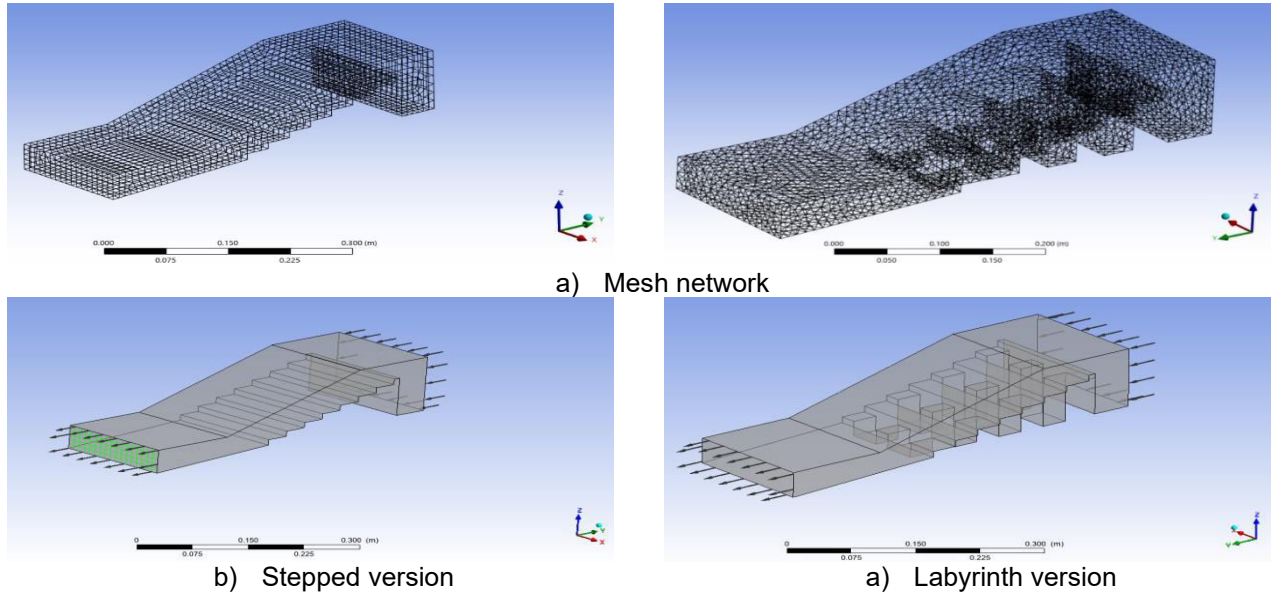 Z
Y
X
0.000 0.150 0.300 (m)
0.075 0.225
Z
Y
0.000 0.100 0.200 (m)
0.050 0.150
a) Mesh network
Z
Y
X
0 0.150 0.300 (m)
0.075 0.225
Z
X
Y
0 0.150 0.300 (m)
0.075 0.225
b) Stepped version
a) Labyrinth version